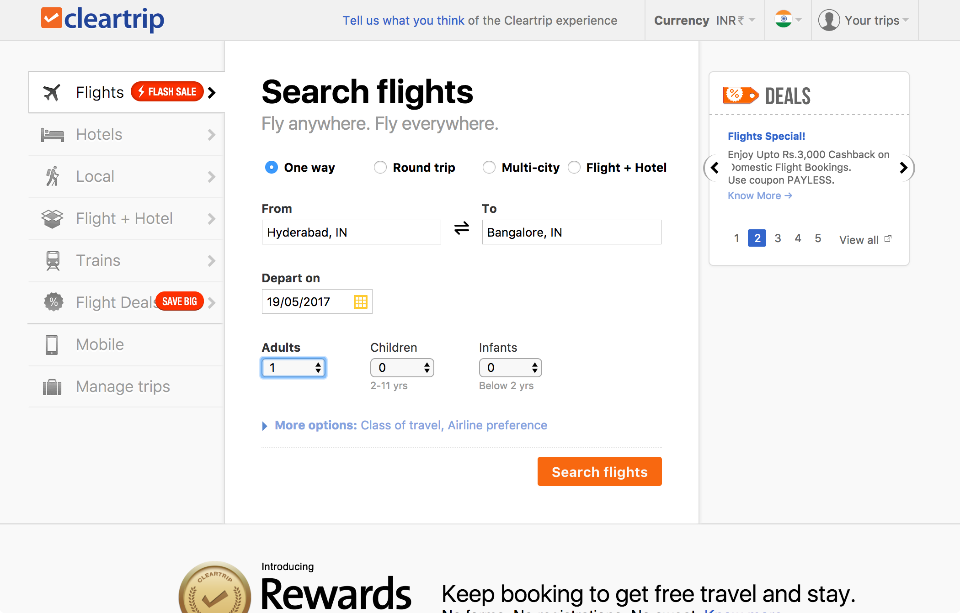 cleartrip
Tell us what you think of the Cleartrip experience
Currency INR₹
Your trips
Flights
FLASH SALE
Hotels
Local
Flight + Hotel
Trains
Flight Deals
SAVE BIG
Mobile
Manage trips
Search flights
Fly anywhere. Fly everywhere.
One way Round trip Multi-city Flight + Hotel
From To
Hyderabad, IN Bangalore, IN
Depart on
19/05/2017
Adults Children Infants
1 0 0
2-11 yrs Below 2 yrs
More options: Class of travel, Airline preference
Search flights
% DEALS
Flights Special!
Enjoy Upto Rs.3,000 Cashback on
Domestic Flight Bookings.
Use coupon PAYLESS.
Know More →
1 2 3 4 5 View all
CLEARTRIP
Introducing
Rewards
Keep booking to get free travel and stay.